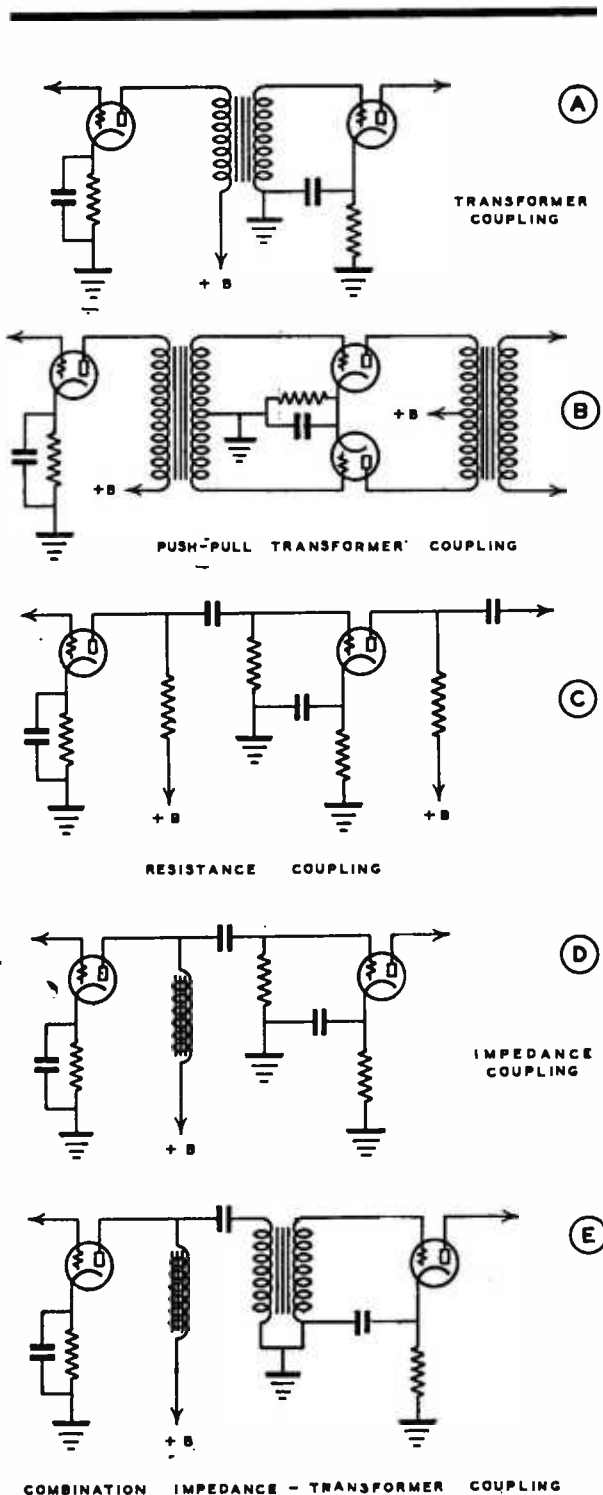 A
TRANSFORMER
COUPLING
+ B
B
+B
+B
PUSH-PULL TRANSFORMER COUPLING
C
+ B
+ B
RESISTANCE COUPLING
D
IMPEDANCE
COUPLING
+ B
E
+ B
COMBINATION IMPEDANCE - TRANSFORMER COUPLING